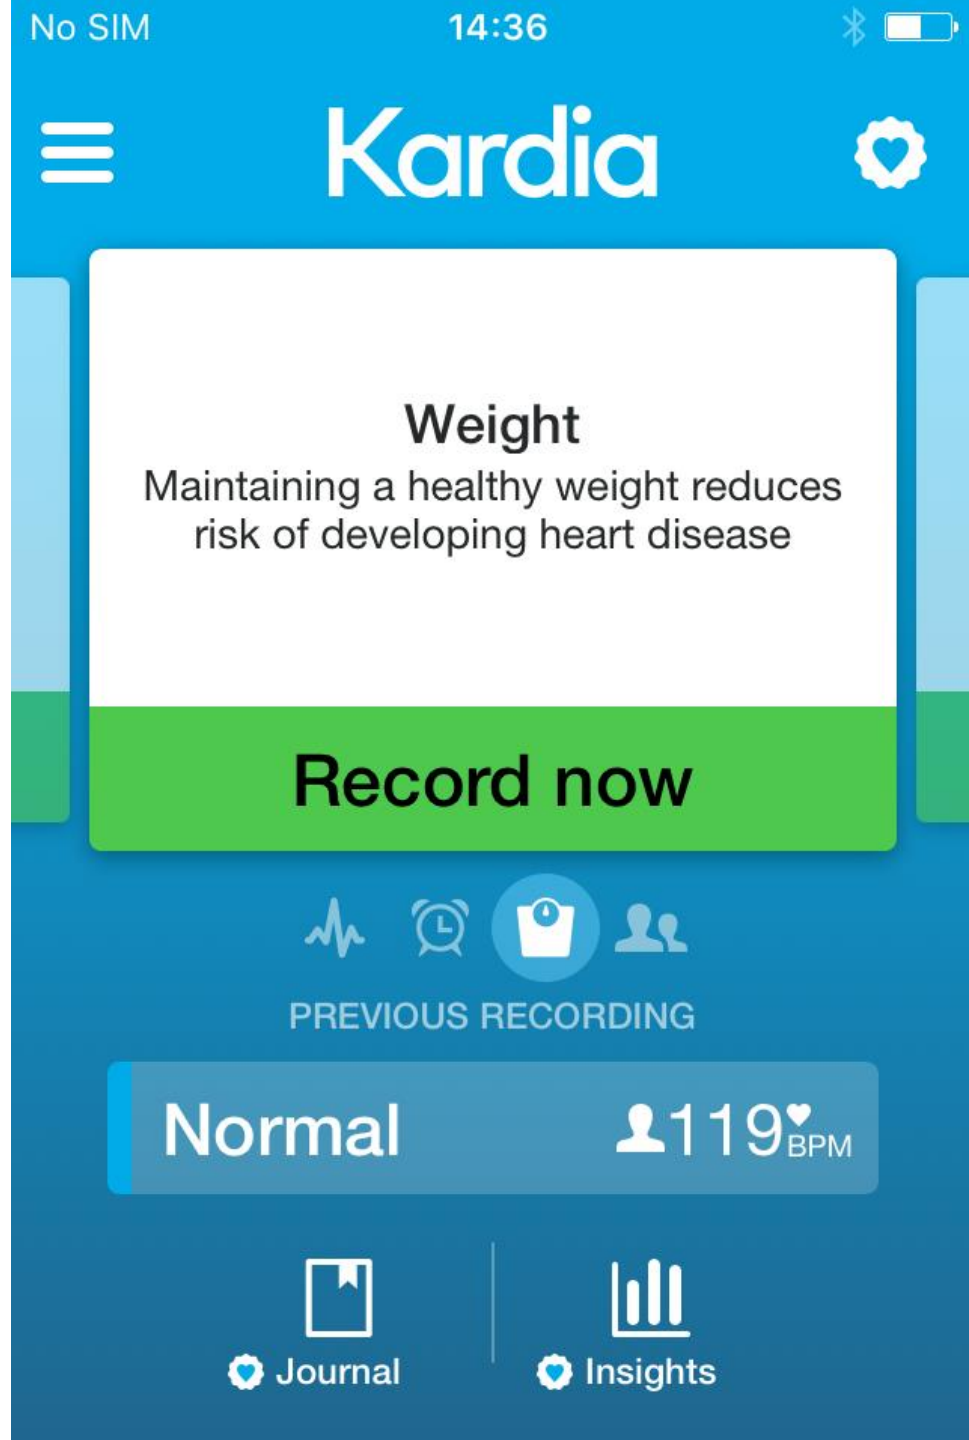 No SIM 14:36
Kardia
Weight
Maintaining a healthy weight reduces
risk of developing heart disease
Record now
PREVIOUS RECORDING
Normal 119 BPM
Journal Insights